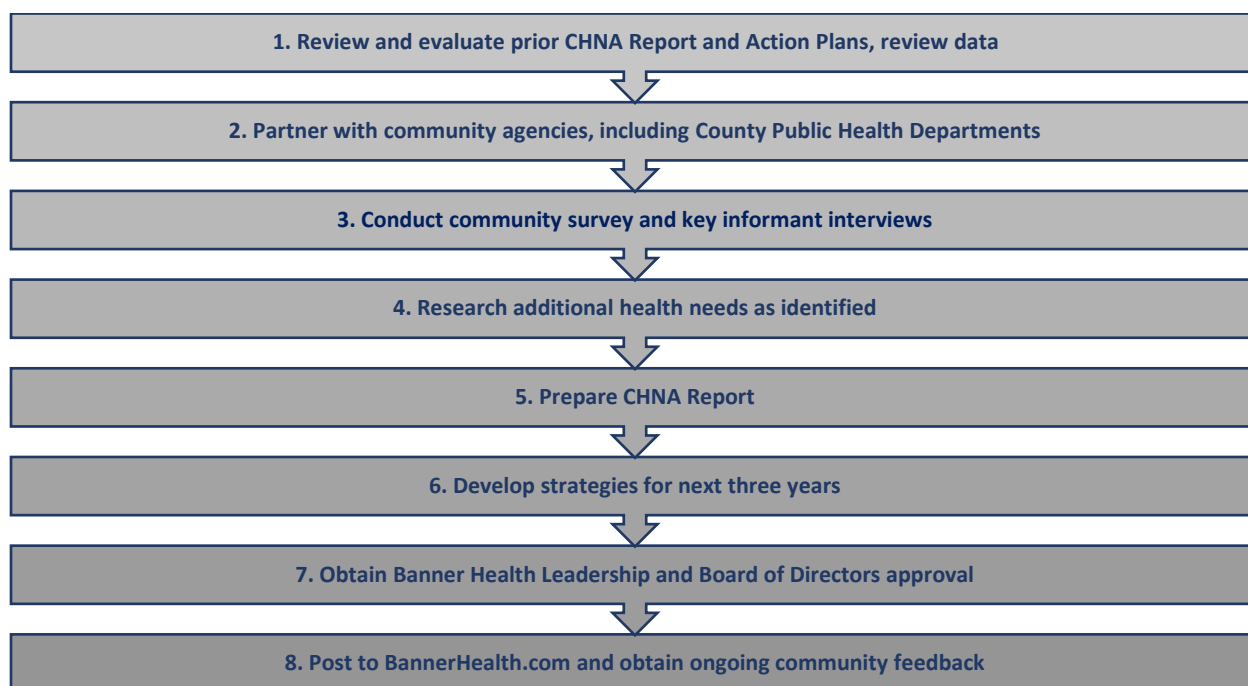 1. Review and evaluate prior CHNA Report and Action Plans, review data
2. Partner with community agencies, including County Public Health Departments
3. Conduct community survey and key informant interviews
4. Research additional health needs as identified
5. Prepare CHNA Report
6. Develop strategies for next three years
7. Obtain Banner Health Leadership and Board of Directors approval
8. Post to BannerHealth.com and obtain ongoing community feedback